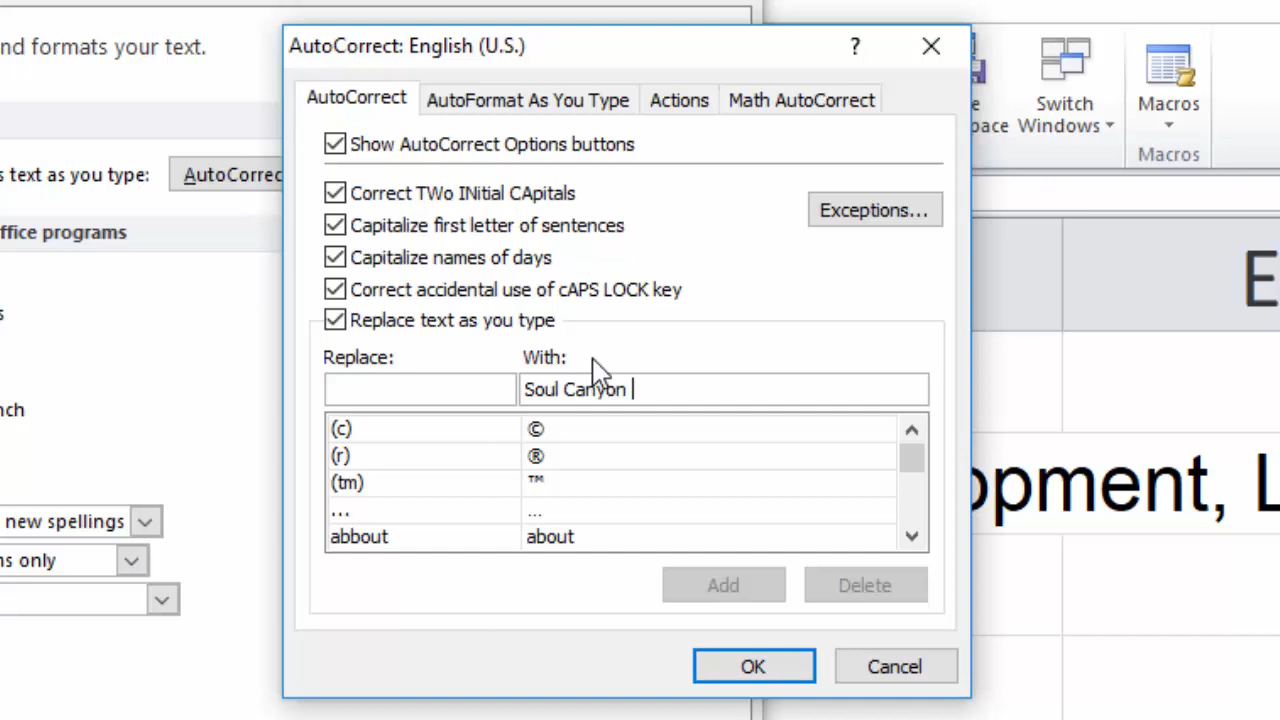 nd formats your text.
s text as you type:
AutoCorrec
ffice programs
s
nch
new spellings
ns only
AutoCorrect: English (U.S.)
?
AutoCorrect
AutoFormat As You Type
Actions
Math AutoCorrect
Show AutoCorrect Options buttons
Correct TWo INitial CApitals
Exceptions...
Capitalize first letter of sentences
Capitalize names of days
Correct accidental use of cAPS LOCK key
Replace text as you type
Replace: With:
Soul Canyon
(c) ©
(r) ®
(tm) ™
... …
abbout about
Add
Delete
OK
Cancel
e
pace
Switch
Windows
Macros
Macros
E
opment, L